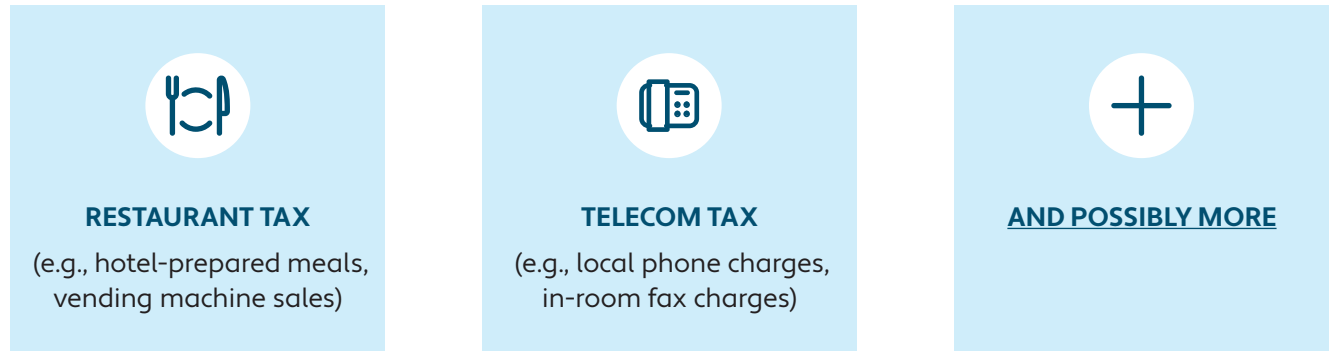 RESTAURANT TAX
(e.g., hotel-prepared meals,
vending machine sales)
TELECOM TAX
(e.g., local phone charges,
in-room fax charges)
AND POSSIBLY MORE